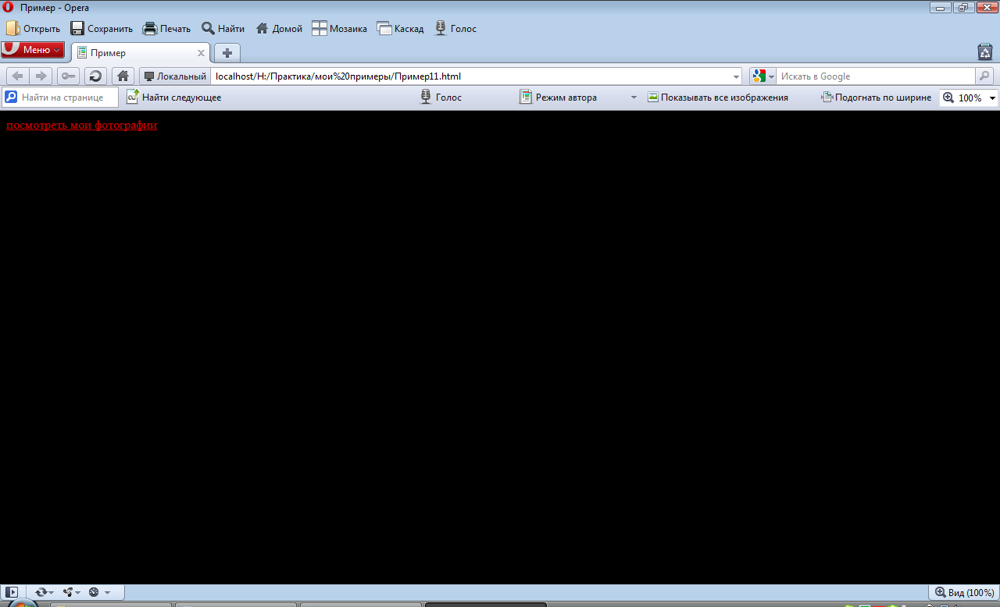 Пример - Opera
Открыть Сохранить Печать Найти Домой Мозаика Каскад Голос
Меню Пример
Локальный localhost/H:/Практика/мои%20примеры/Пример11.html Искать в Google
Найти на странице Найти следующее Голос Режим автора Показывать все изображения Подогнать по ширине 100%
посмотреть мои фотографии
Вид (100%)